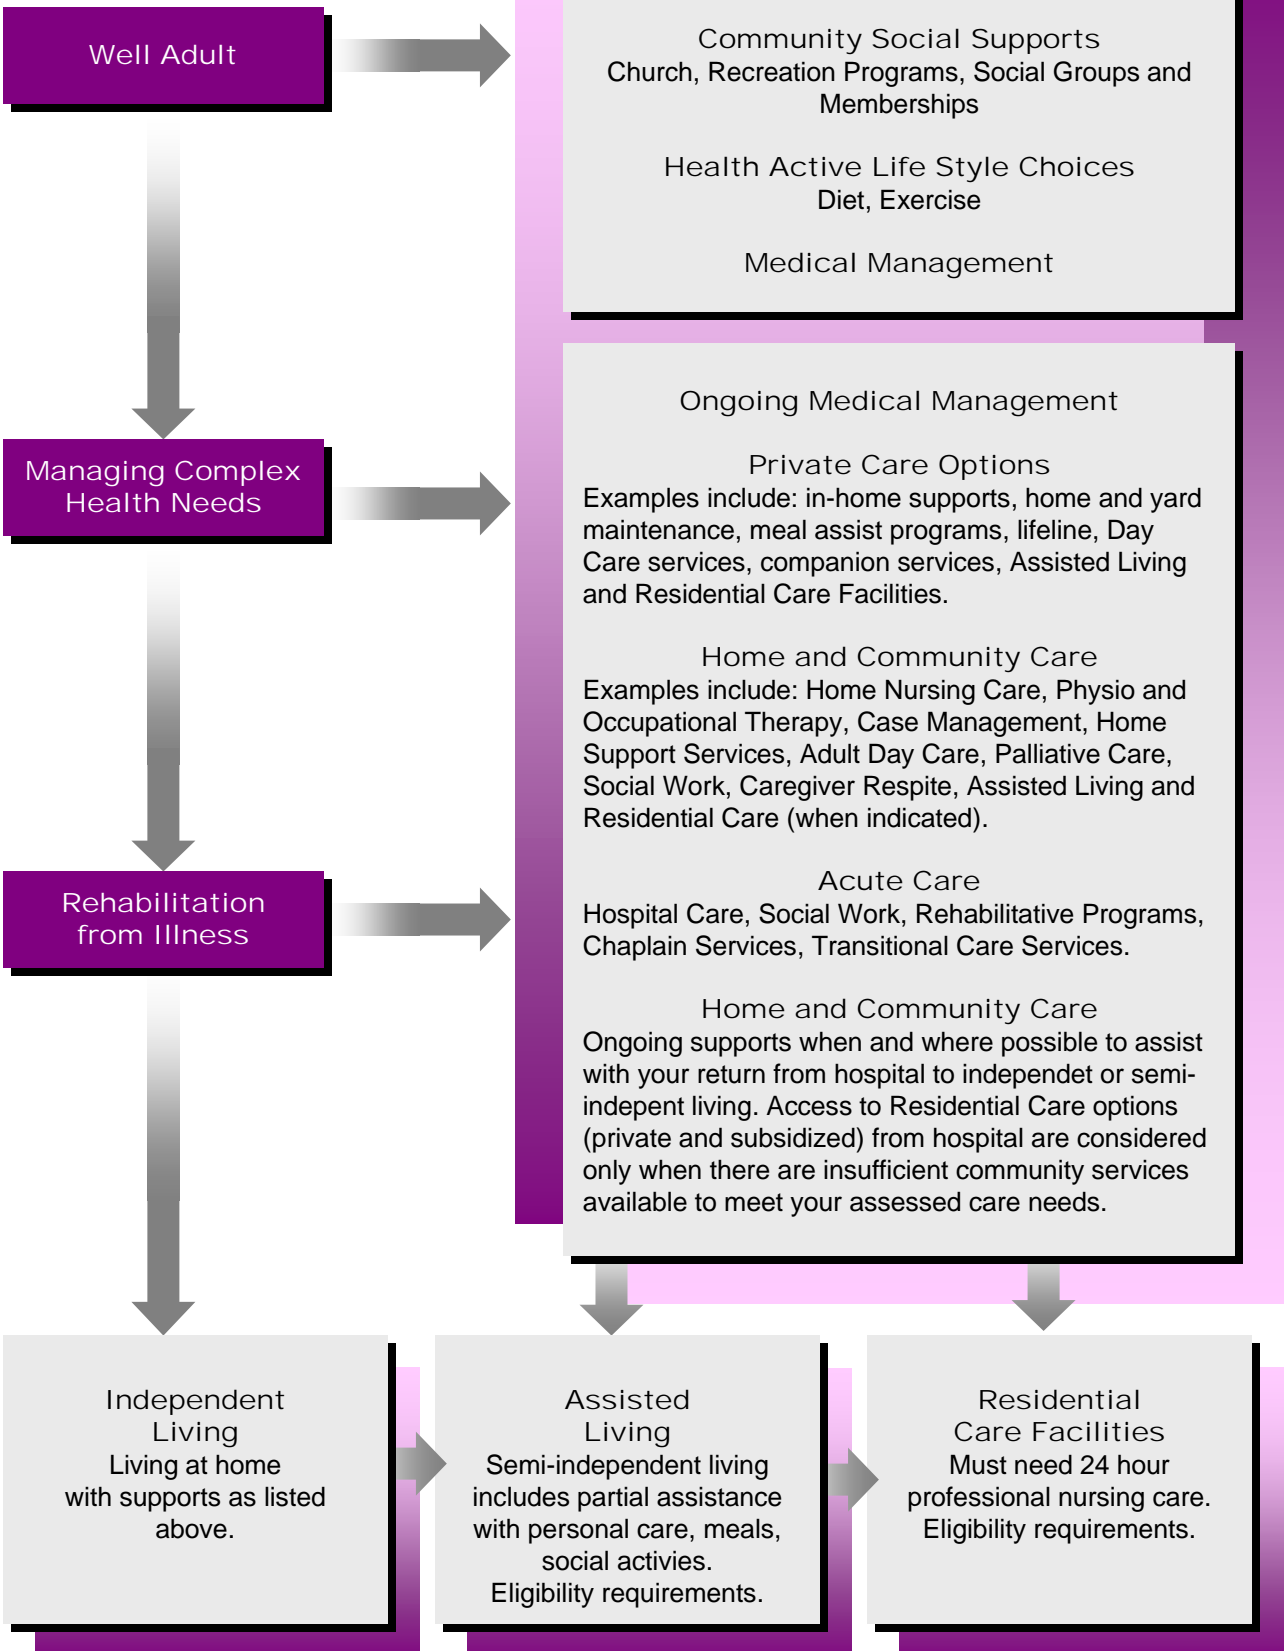 Well Adult
Community Social Supports
Church, Recreation Programs, Social Groups and
Memberships
Health Active Life Style Choices
Diet, Exercise
Medical Management
Managing Complex
Health Needs
Ongoing Medical Management
Private Care Options
Examples include: in-home supports, home and yard
maintenance, meal assist programs, lifeline, Day
Care services, companion services, Assisted Living
and Residential Care Facilities.
Home and Community Care
Examples include: Home Nursing Care, Physio and
Occupational Therapy, Case Management, Home
Support Services, Adult Day Care, Palliative Care,
Social Work, Caregiver Respite, Assisted Living and
Residential Care (when indicated).
Rehabilitation
from Illness
Acute Care
Hospital Care, Social Work, Rehabilitative Programs,
Chaplain Services, Transitional Care Services.
Home and Community Care
Ongoing supports when and where possible to assist
with your return from hospital to independet or semi-
indepent living. Access to Residential Care options
(private and subsidized) from hospital are considered
only when there are insufficient community services
available to meet your assessed care needs.
Independent
Living
Living at home
with supports as listed
above.
Assisted
Living
Semi-independent living
includes partial assistance
with personal care, meals,
social activies.
Eligibility requirements.
Residential
Care Facilities
Must need 24 hour
professional nursing care.
Eligibility requirements.